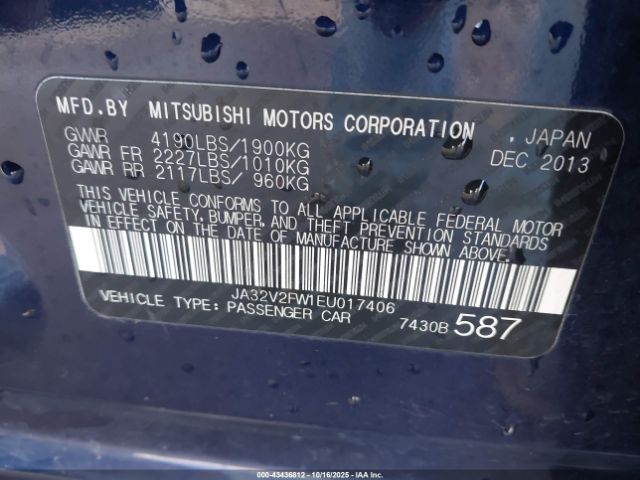 MFD.BY MITSUBISHI MOTORS CORPORATION , JAPAN
GVWR 4190LBS/1900KG DEC 2013
GAWR FR 2227LBS/1010KG
GAWR RR 2117LBS/ 960KG
THIS VEHICLE CONFORMS TO ALL APPLICABLE FEDERAL MOTOR
VEHICLE SAFETY, BUMPER, AND THEFT PREVENTION STANDARDS
IN EFFECT ON THE DATE OF MANUFACTURE SHOWN ABOVE.
JA32V2FW1EU017406
VEHICLE TYPE: PASSENGER CAR 7430B 587
000-43436812 - 10/16/2025 - IAA Inc.